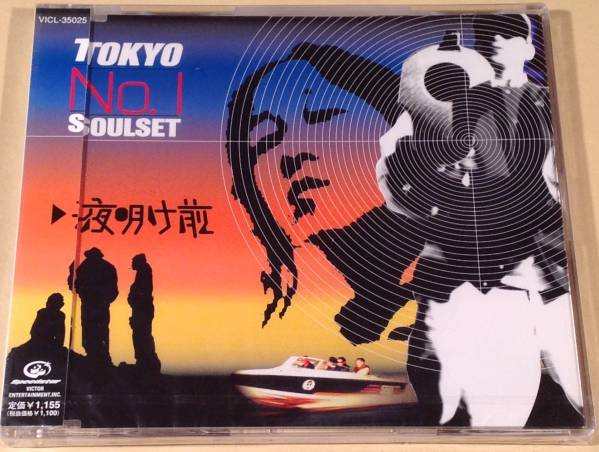 VICL-35025
TOKYO
No.1
SOULSET
▶夜明け前
Speedstar
VICTOR
ENTERTAINMENT, INC.
定価¥1,155
(税抜価格¥1,100)